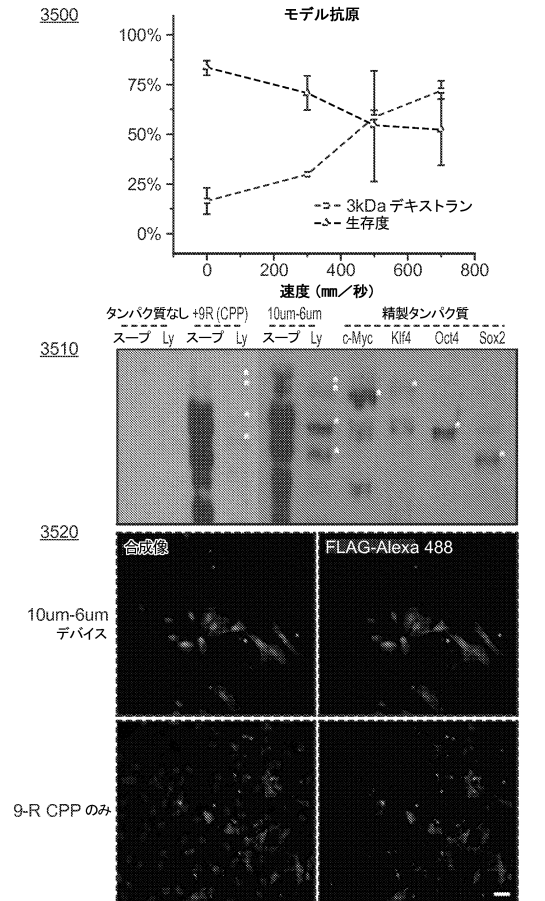 3500
モデル抗原
100%
75%
50%
25%
0%
3kDa デキストラン
生存度
0 200 400 600 800
速度 (mm/秒)
タンパク質なし +9R (CPP) 10um-6um 精製タンパク質
スープ Ly スープ Ly スープ Ly c-Myc Klf4 Oct4 Sox2
3510
3520
合成像 FLAG-Alexa 488
10um-6um
デバイス
9-R CPP のみ